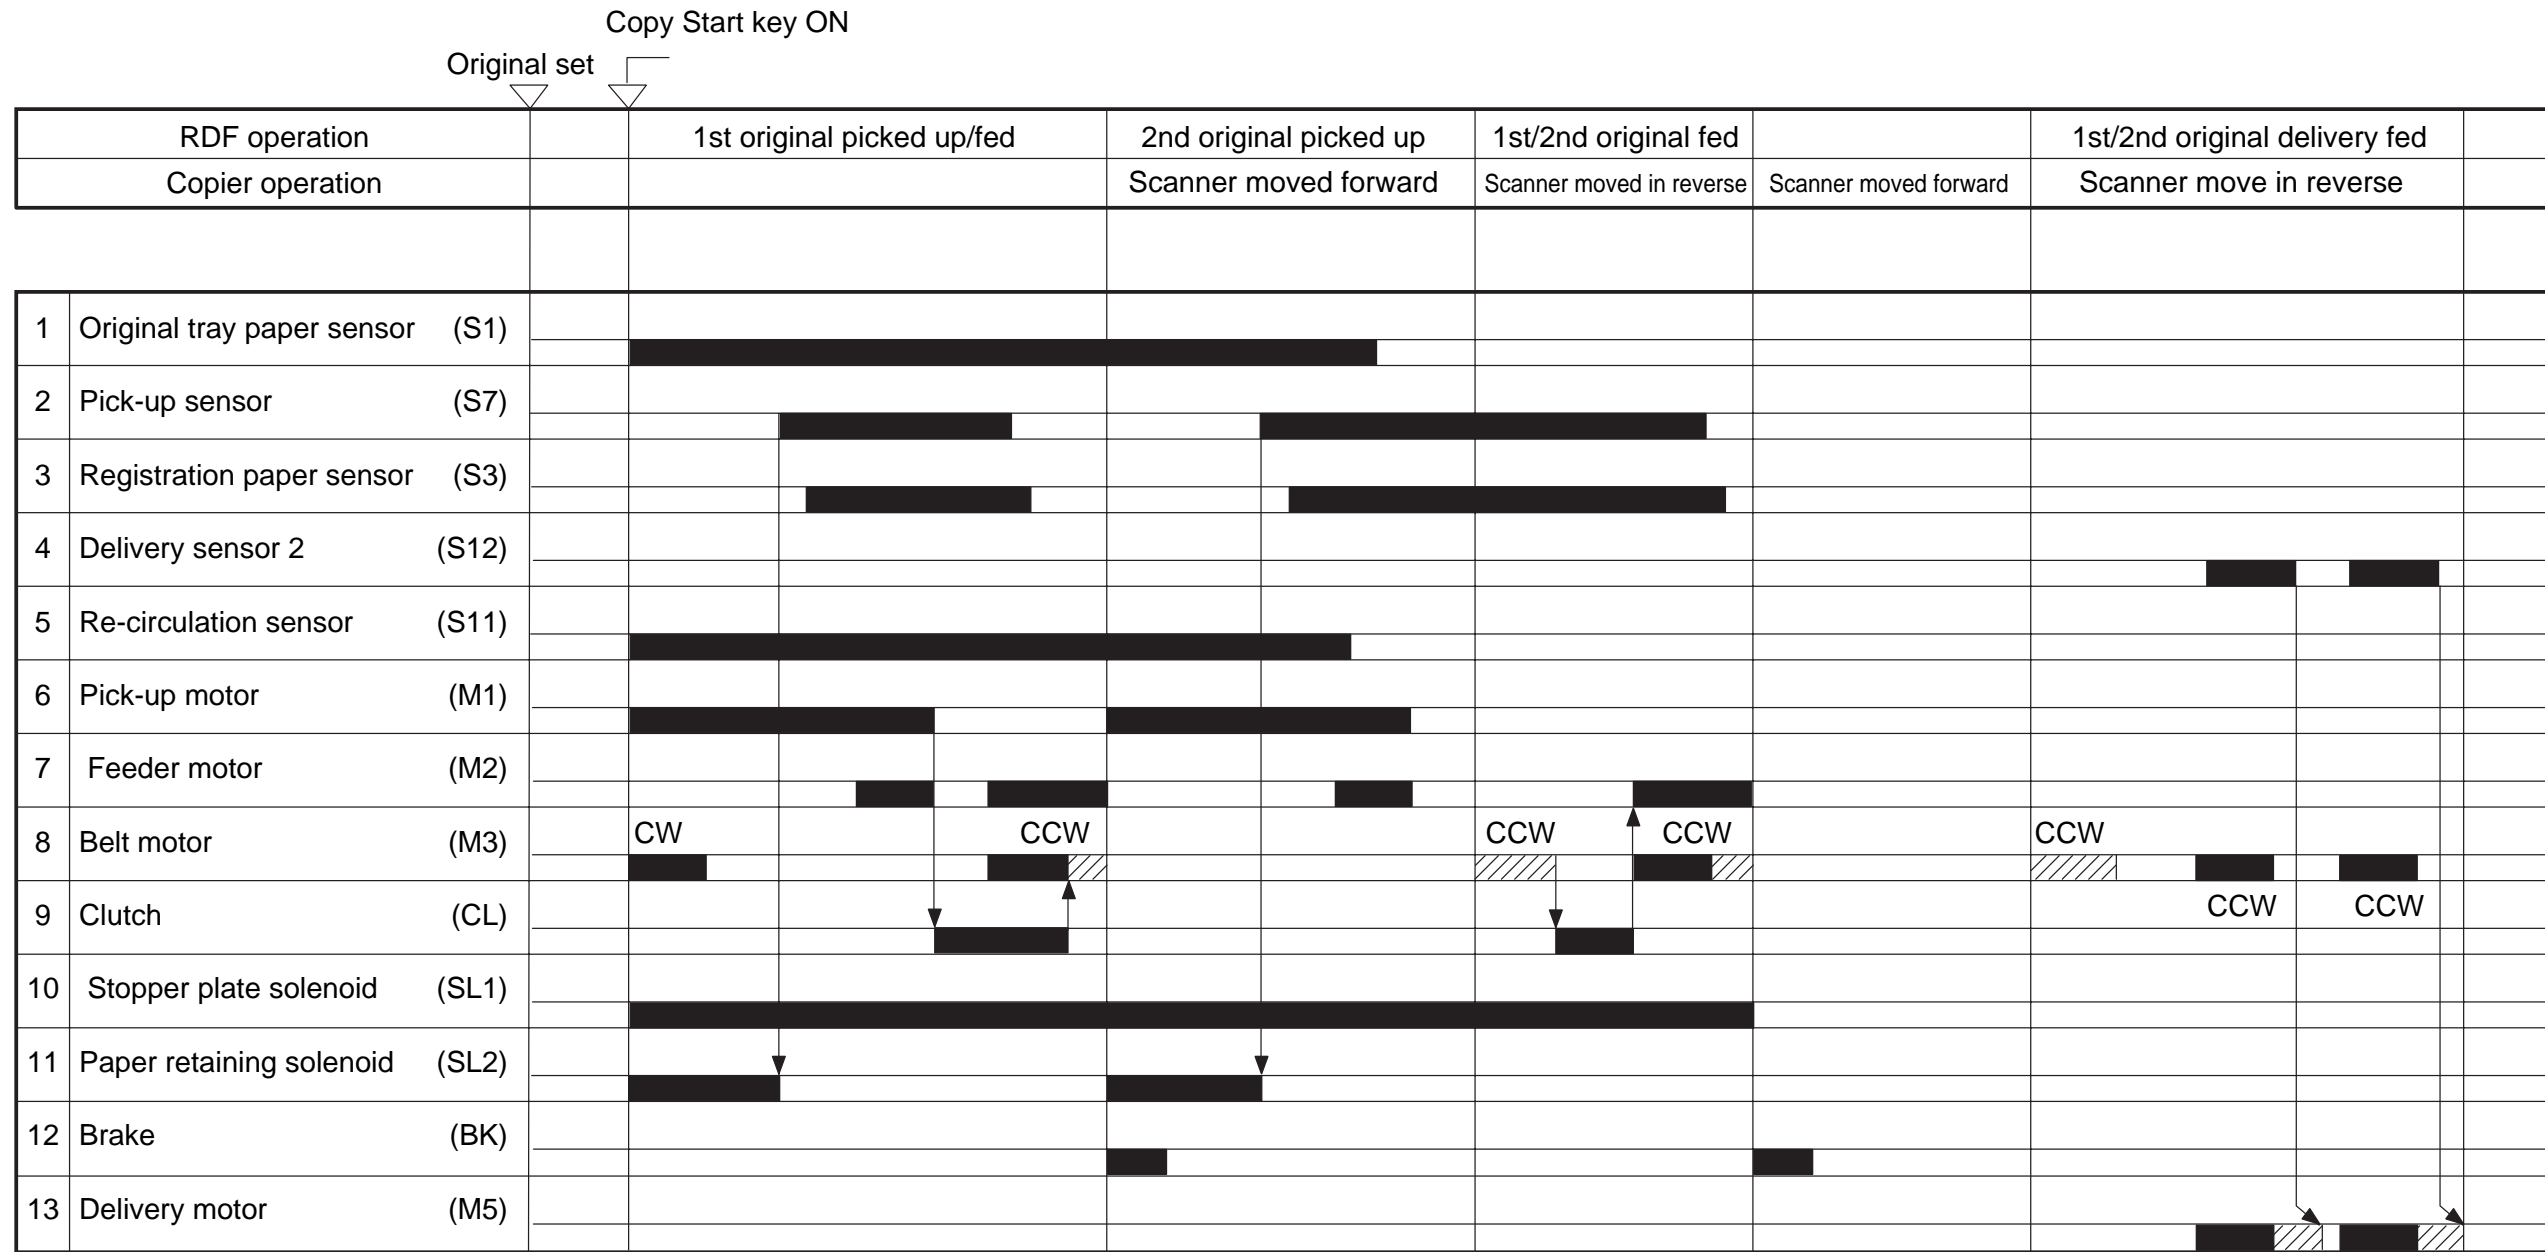 Copy Start key ON
Original set
RDF operation 1st original picked up/fed 2nd original picked up 1st/2nd original fed 1st/2nd original delivery fed
Copier operation Scanner moved forward Scanner moved in reverse Scanner moved forward Scanner move in reverse
1 Original tray paper sensor (S1)
2 Pick-up sensor (S7)
3 Registration paper sensor (S3)
4 Delivery sensor 2 (S12)
5 Re-circulation sensor (S11)
6 Pick-up motor (M1)
7 Feeder motor (M2)
8 Belt motor (M3) CW CCW CCW CCW CCW
9 Clutch (CL) CCW CCW
10 Stopper plate solenoid (SL1)
11 Paper retaining solenoid (SL2)
12 Brake (BK)
13 Delivery motor (M5)